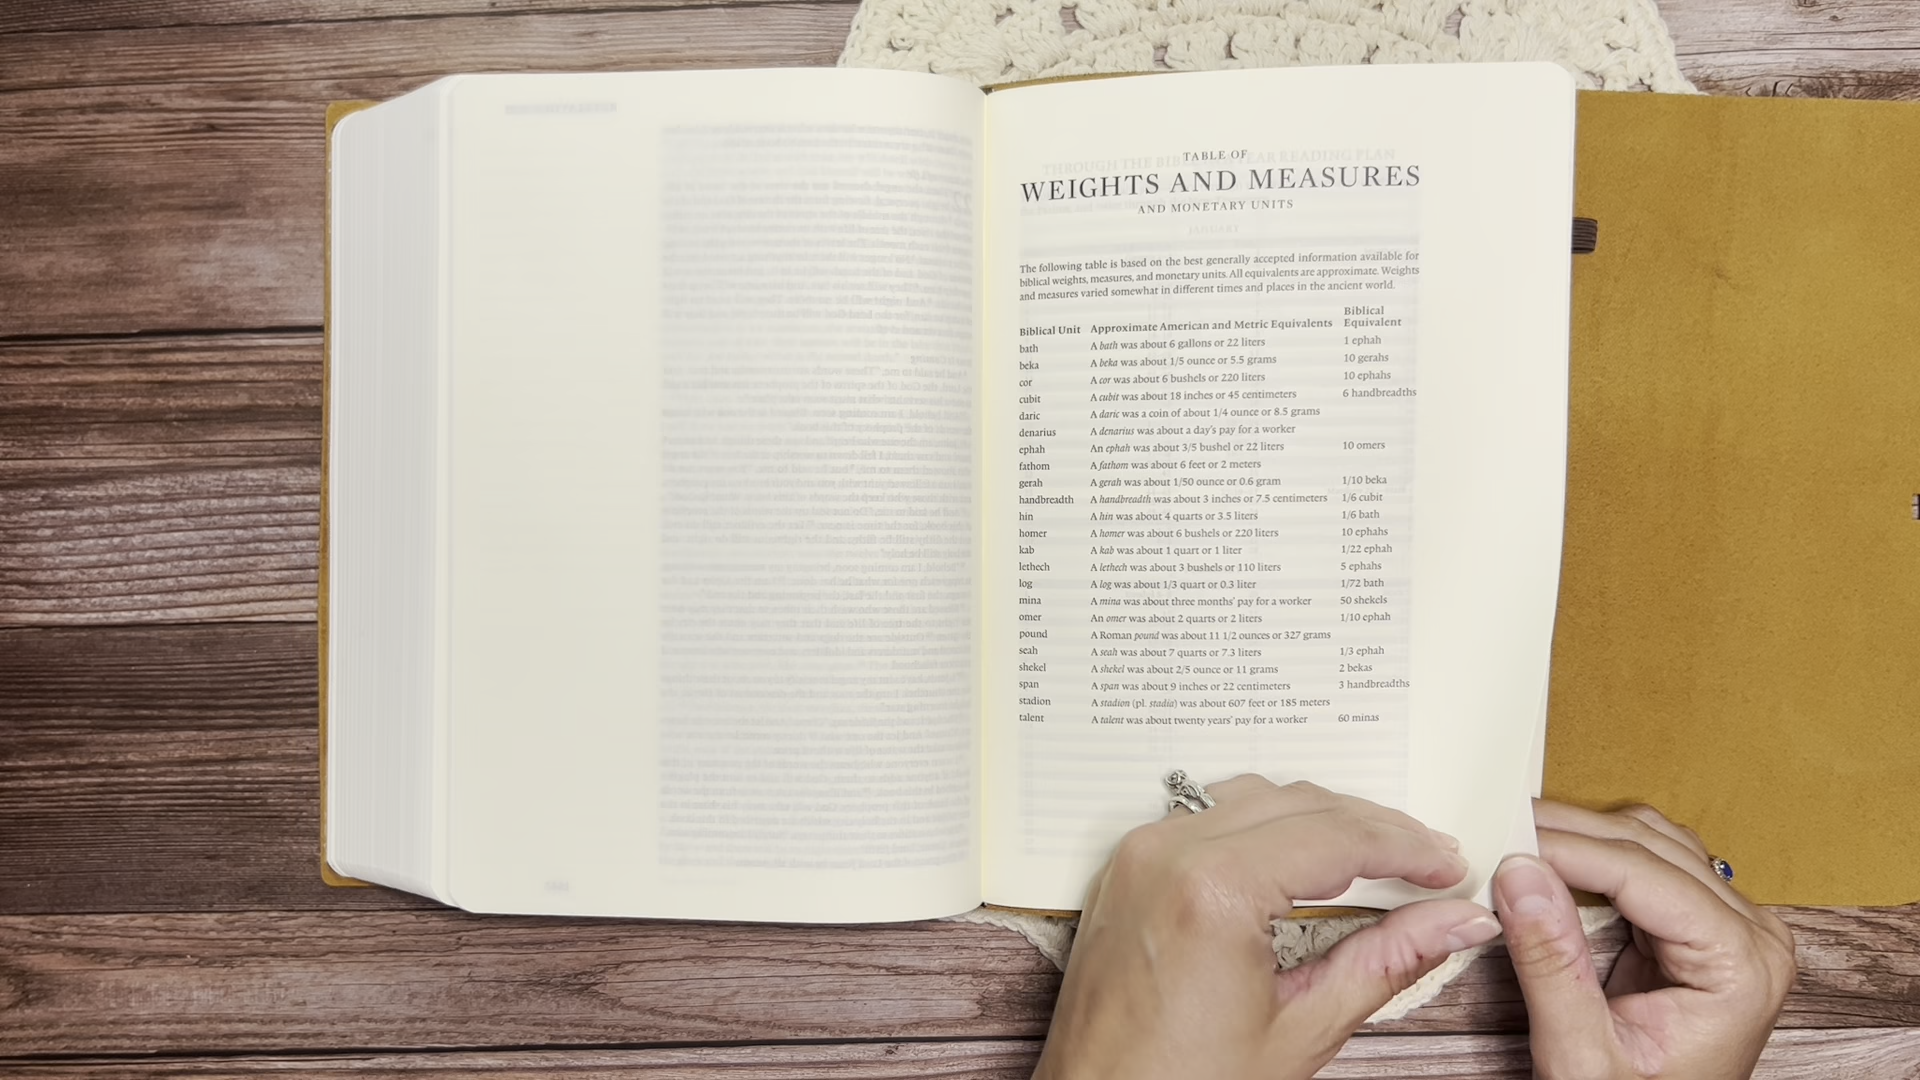 TABLE OF
WEIGHTS AND MEASURES
AND MONETARY UNITS
The following table is based on the best generally accepted information available for
biblical weights, measures, and monetary units. All equivalents are approximate. Weights
and measures varied somewhat in different times and places in the ancient world.
Biblical Unit Approximate American and Metric Equivalents Biblical Equivalent
bath A bath was about 6 gallons or 22 liters 1 ephah
beka A beka was about 1/5 ounce or 5.5 grams 10 gerahs
cor A cor was about 6 bushels or 220 liters 10 ephahs
cubit A cubit was about 18 inches or 45 centimeters 6 handbreadths
daric A daric was a coin of about 1/4 ounce or 8.5 grams
denarius A denarius was about a day's pay for a worker
ephah An ephah was about 3/5 bushel or 22 liters 10 omers
fathom A fathom was about 6 feet or 2 meters
gerah A gerah was about 1/50 ounce or 0.6 gram 1/10 beka
handbreadth A handbreadth was about 3 inches or 7.5 centimeters 1/6 cubit
hin A hin was about 4 quarts or 3.5 liters 1/6 bath
homer A homer was about 6 bushels or 220 liters 10 ephahs
kab A kab was about 1 quart or 1 liter 1/22 ephah
lethech A lethech was about 3 bushels or 110 liters 5 ephahs
log A log was about 1/3 quart or 0.3 liter 1/72 bath
mina A mina was about three months' pay for a worker 50 shekels
omer An omer was about 2 quarts or 2 liters 1/10 ephah
pound A Roman pound was about 11 1/2 ounces or 327 grams
seah A seah was about 7 quarts or 7.3 liters 1/3 ephah
shekel A shekel was about 2/5 ounce or 11 grams 2 bekas
span A span was about 9 inches or 22 centimeters 3 handbreadths
stadion A stadion (pl. stadia) was about 607 feet or 185 meters
talent A talent was about twenty years' pay for a worker 60 minas